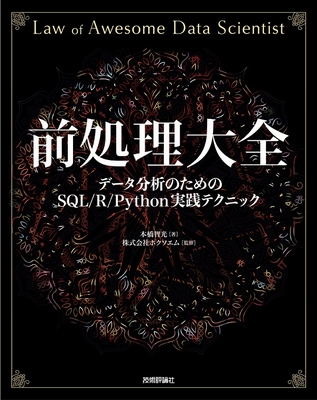 Law of Awesome Data Scientist
前処理大全
データ分析のための
SQL/R/Python実践テクニック
本橋智光［著］
株式会社ホクソエム［監修］
技術評論社